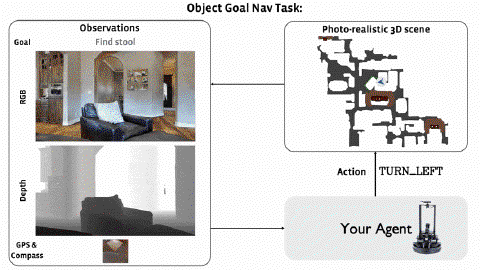 Object Goal Nav Task:
Observations
Goal
Find stool
RGB
Depth
GPS &
Compass
Photo-realistic 3D scene
Action
TURN_LEFT
Your Agent